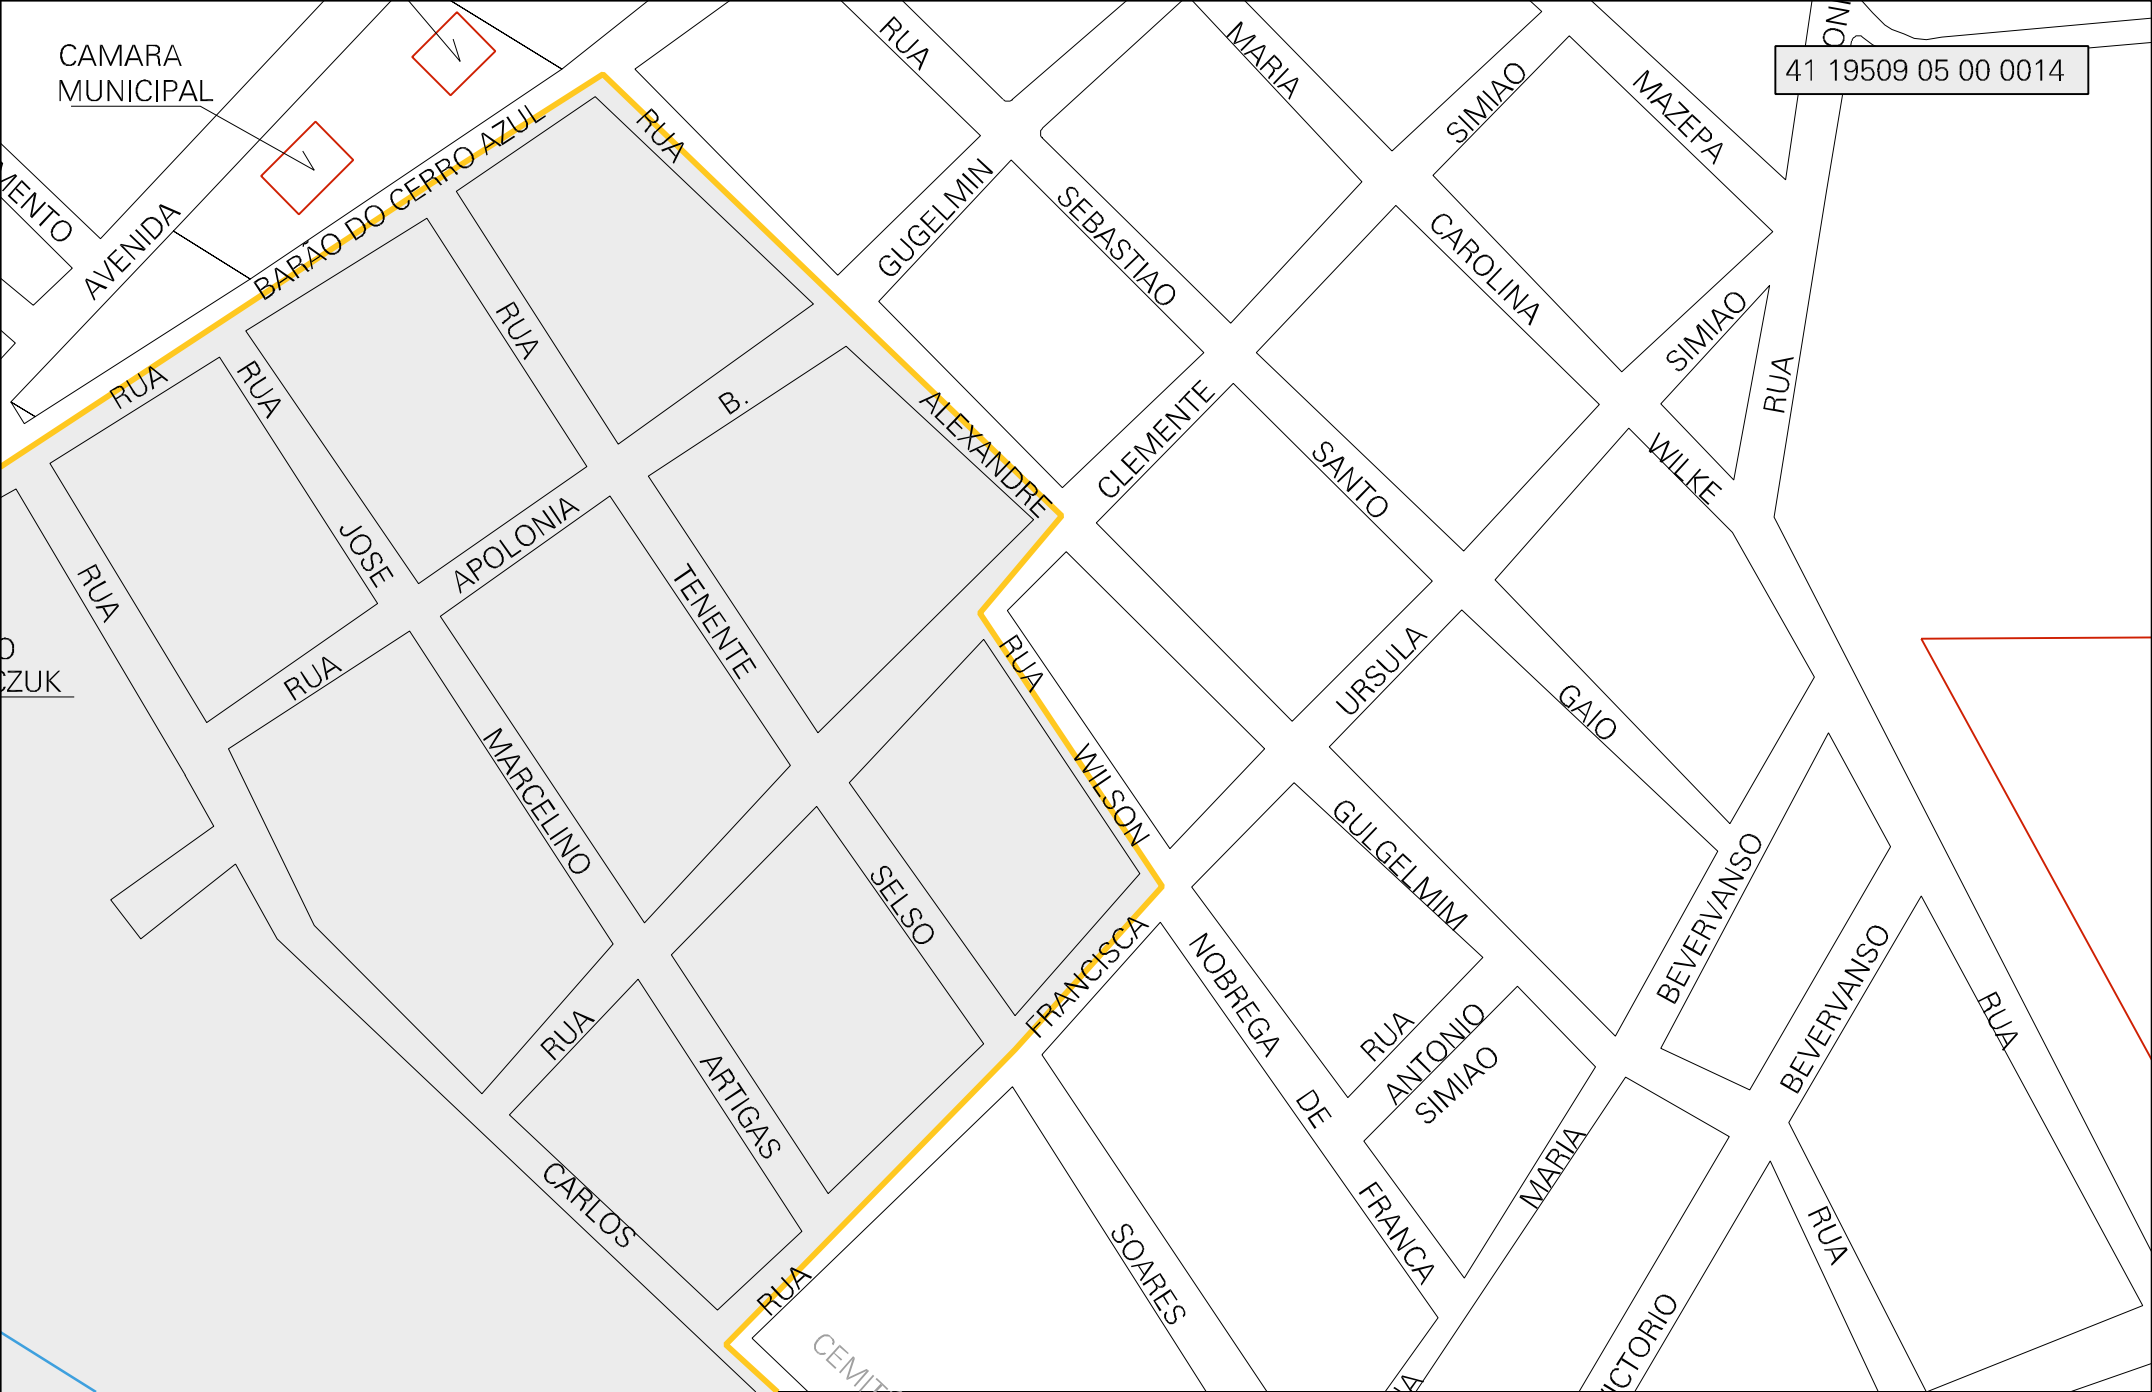 CAMARA
MUNICIPAL
41 19509 05 00 0014
RUA
MARIA
SIMIAO
MAZEPA
AVENIDA
BARÃO DO CERRO AZUL
RUA
RUA
GUGELMIN
SEBASTIAO
CAROLINA
SIMIAO
RUA
RUA
RUA
B.
ALEXANDRE
CLEMENTE
SANTO
WILKE
RUA
JOSE
APOLONIA
TENENTE
RUA
RUA
WILSON
URSULA
GAIO
MARCELINO
SELSO
GULGELMIM
BEVERVANSO
BEVERVANSO
FRANCISCA
NOBREGA
DE
FRANCA
RUA
ANTONIO
SIMIAO
RUA
RUA
ARTIGAS
CARLOS
MARIA
RUA
RUA
SOARES